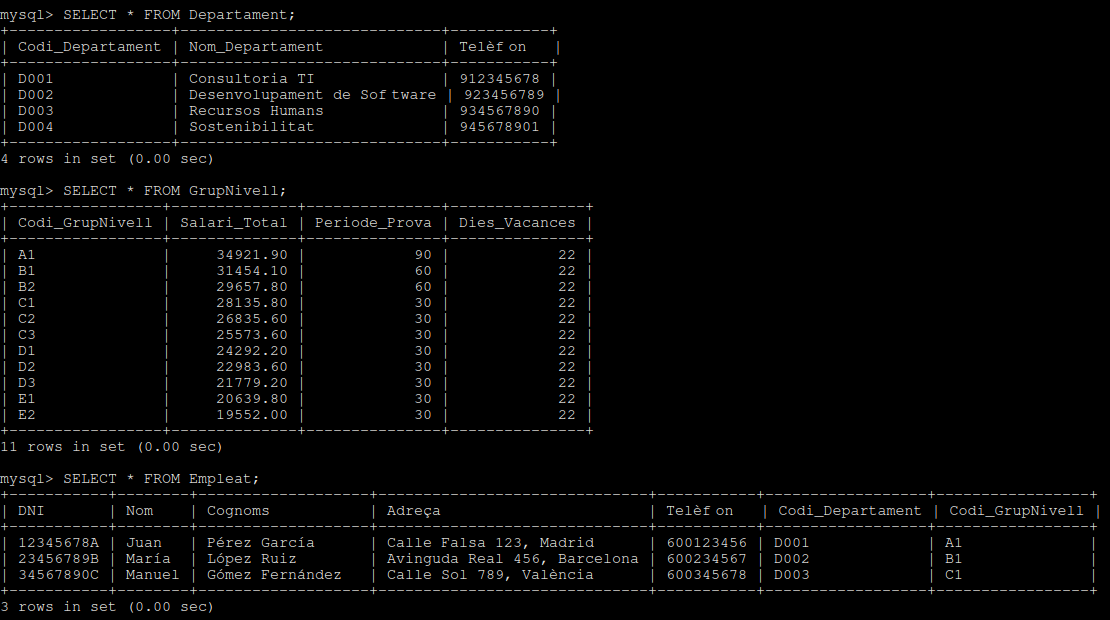 mysql> SELECT * FROM Departament;
+------------------+-----------------------------+-----------+
| Codi_Departament | Nom_Departament             | Telèfon   |
+------------------+-----------------------------+-----------+
| D001             | Consultoria TI              | 912345678 |
| D002             | Desenvolupament de Software | 923456789 |
| D003             | Recursos Humans             | 934567890 |
| D004             | Sostenibilitat              | 945678901 |
+------------------+-----------------------------+-----------+
4 rows in set (0.00 sec)
mysql> SELECT * FROM GrupNivell;
+-----------------+--------------+---------------+---------------+
| Codi_GrupNivell | Salari_Total | Periode_Prova | Dies_Vacances |
+-----------------+--------------+---------------+---------------+
| A1              |     34921.90 |            90 |            22 |
| B1              |     31454.10 |            60 |            22 |
| B2              |     29657.80 |            60 |            22 |
| C1              |     28135.80 |            30 |            22 |
| C2              |     26835.60 |            30 |            22 |
| C3              |     25573.60 |            30 |            22 |
| D1              |     24292.20 |            30 |            22 |
| D2              |     22983.60 |            30 |            22 |
| D3              |     21779.20 |            30 |            22 |
| E1              |     20639.80 |            30 |            22 |
| E2              |     19552.00 |            30 |            22 |
+-----------------+--------------+---------------+---------------+
11 rows in set (0.00 sec)
mysql> SELECT * FROM Empleat;
+-----------+--------+-------------------+------------------------------+-----------+------------------+-----------------+
| DNI       | Nom    | Cognoms           | Adreça                       | Telèfon   | Codi_Departament | Codi_GrupNivell |
+-----------+--------+-------------------+------------------------------+-----------+------------------+-----------------+
| 12345678A | Juan   | Pérez García      | Calle Falsa 123, Madrid      | 600123456 | D001             | A1              |
| 23456789B | María  | López Ruiz        | Avinguda Real 456, Barcelona | 600234567 | D002             | B1              |
| 34567890C | Manuel | Gómez Fernández   | Calle Sol 789, València      | 600345678 | D003             | C1              |
+-----------+--------+-------------------+------------------------------+-----------+------------------+-----------------+
3 rows in set (0.00 sec)